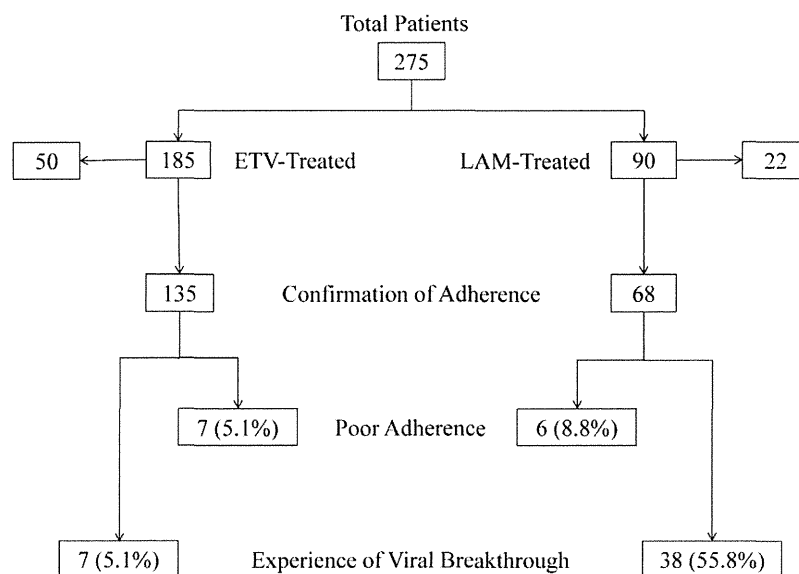 Total Patients
275
50
185
ETV-Treated
LAM-Treated
90
22
135
Confirmation of Adherence
68
7 (5.1%)
Poor Adherence
6 (8.8%)
7 (5.1%)
Experience of Viral Breakthrough
38 (55.8%)